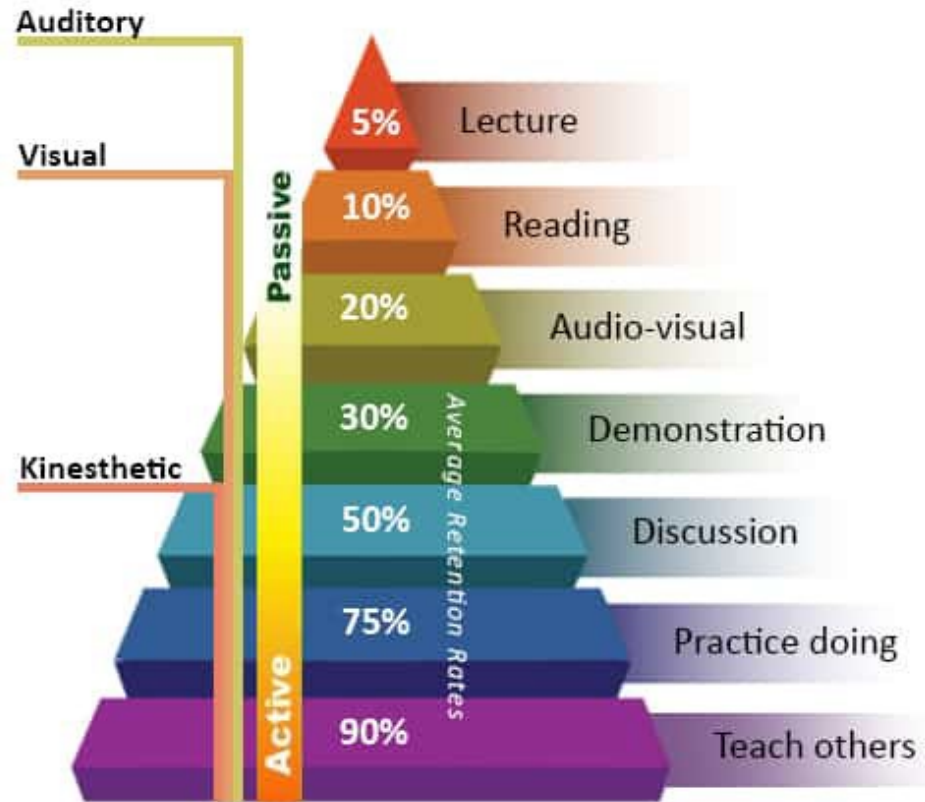 Auditory
5%
Lecture
Visual
Passive
10%
Reading
20%
Audio-visual
30%
Demonstration
Average Retention Rates
Kinesthetic
50%
Discussion
75%
Practice doing
Active
90%
Teach others